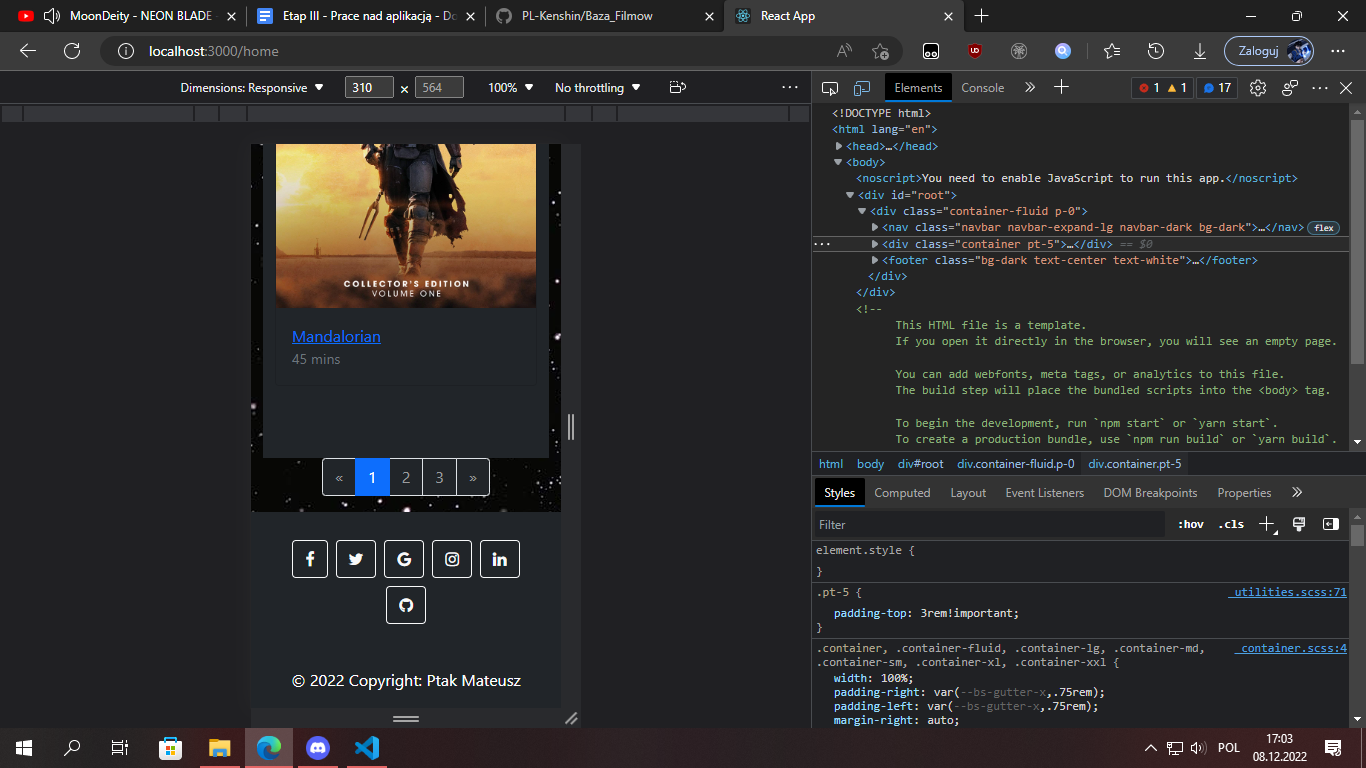 MoonDeity - NEON BLADE
Etap III - Prace nad aplikacją - Do
PL-Kenshin/Baza_Filmow
React App
localhost:3000/home
Zaloguj
Dimensions: Responsive
310
×
564
100%
No throttling
Elements
Console
1
1
17
<!DOCTYPE html>
<html lang="en">
<head>…</head>
<body>
<noscript>You need to enable JavaScript to run this app.</noscript>
<div id="root">
<div class="container-fluid p-0">
<nav class="navbar navbar-expand-lg navbar-dark bg-dark">…</nav>
flex
<div class="container pt-5">…</div> == $0
<footer class="bg-dark text-center text-white">…</footer>
</div>
</div>
<!--
This HTML file is a template.
If you open it directly in the browser, you will see an empty page.
You can add webfonts, meta tags, or analytics to this file.
The build step will place the bundled scripts into the <body> tag.
To begin the development, run `npm start` or `yarn start`.
To create a production bundle, use `npm run build` or `yarn build`.
COLLECTOR'S EDITION
VOLUME ONE
Mandalorian
45 mins
«
1
2
3
»
© 2022 Copyright: Ptak Mateusz
html
body
div#root
div.container-fluid.p-0
div.container.pt-5
Styles
Computed
Layout
Event Listeners
DOM Breakpoints
Properties
Filter
:hov
.cls
element.style {
}
.pt-5 {
_utilities.scss:71
padding-top: 3rem!important;
}
.container, .container-fluid, .container-lg, .container-md,
_container.scss:4
.container-sm, .container-xl, .container-xxl {
width: 100%;
padding-right: var(--bs-gutter-x,.75rem);
padding-left: var(--bs-gutter-x,.75rem);
margin-right: auto;
POL
17:03
08.12.2022